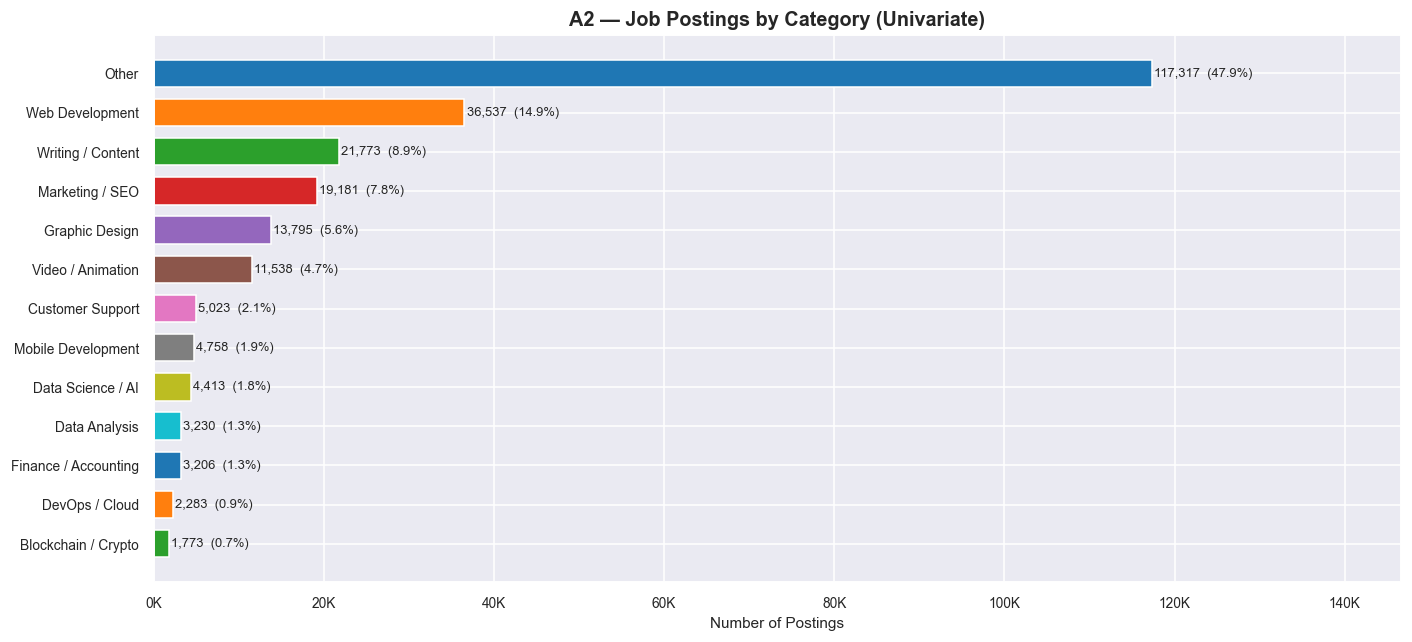 A2 — Job Postings by Category (Univariate)
Other 117,317 (47.9%)
Web Development 36,537 (14.9%)
Writing / Content 21,773 (8.9%)
Marketing / SEO 19,181 (7.8%)
Graphic Design 13,795 (5.6%)
Video / Animation 11,538 (4.7%)
Customer Support 5,023 (2.1%)
Mobile Development 4,758 (1.9%)
Data Science / AI 4,413 (1.8%)
Data Analysis 3,230 (1.3%)
Finance / Accounting 3,206 (1.3%)
DevOps / Cloud 2,283 (0.9%)
Blockchain / Crypto 1,773 (0.7%)
0K 20K 40K 60K 80K 100K 120K 140K
Number of Postings